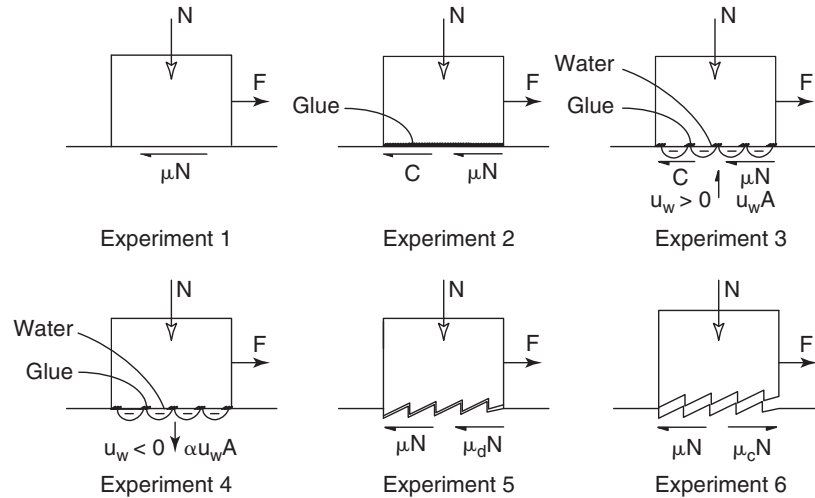 N
F
μN
Experiment 1
N
F
Glue
C
μN
Experiment 2
N
F
Water
Glue
C
μN
u_w > 0
u_wA
Experiment 3
N
F
Water
Glue
u_w < 0
αu_wA
Experiment 4
N
F
μN
μ_dN
Experiment 5
N
F
μN
μ_cN
Experiment 6